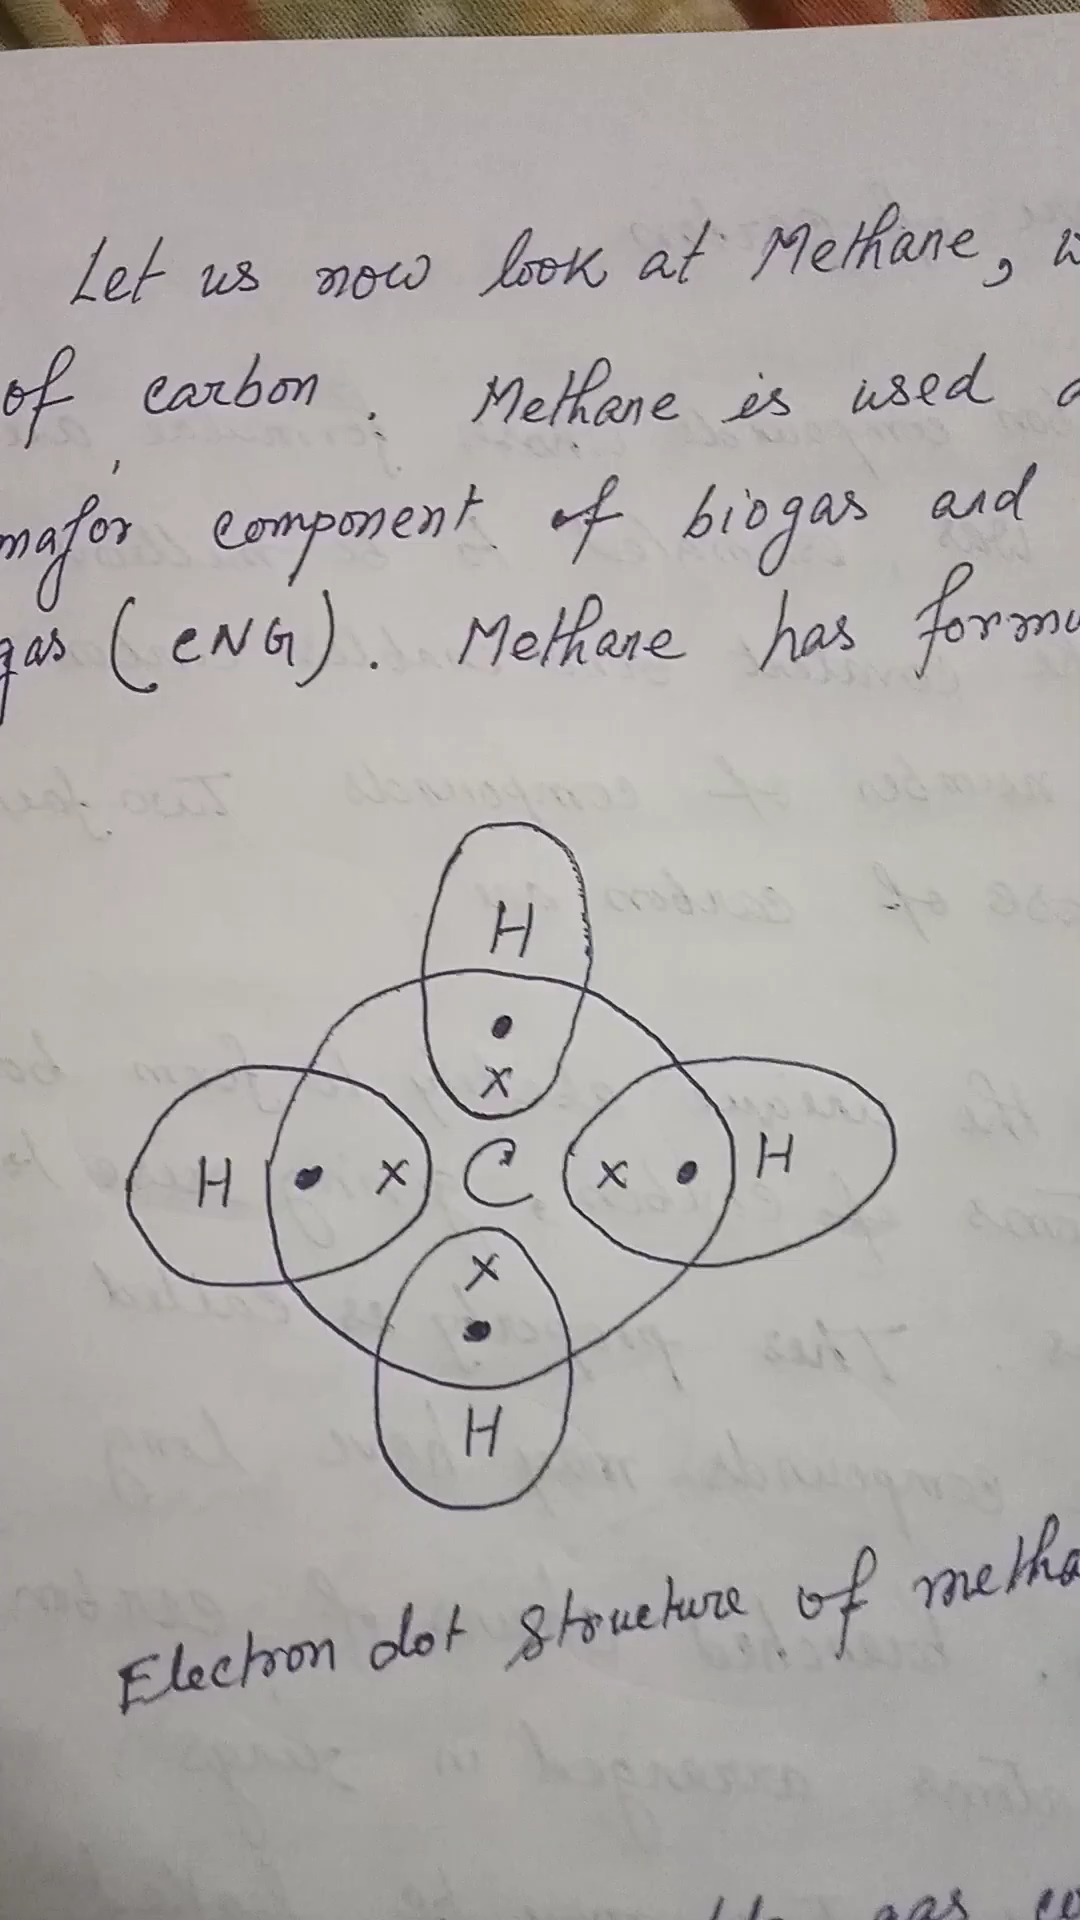 Let us now look at Methane,
of carbon. Methane is used
major component of biogas and
gas (CNG). Methane has
H
H C H
H
Electron dot structure of
gas